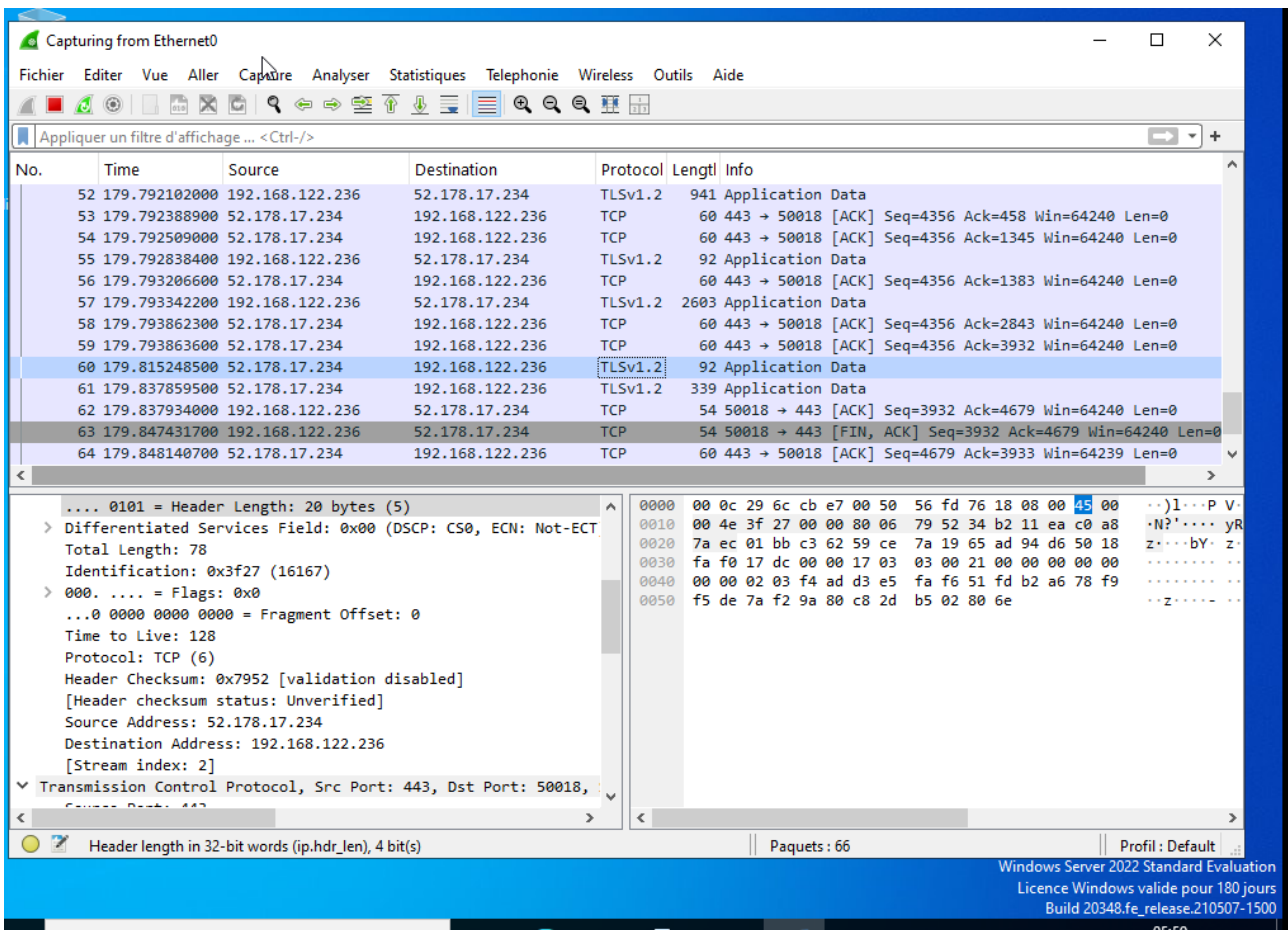 Capturing from Ethernet0
Fichier Editer Vue Aller Capture Analyser Statistiques Telephonie Wireless Outils Aide
Appliquer un filtre d'affichage ... <Ctrl-/>
No. Time Source Destination Protocol Lengtl Info
52 179.792102000 192.168.122.236 52.178.17.234 TLSv1.2 941 Application Data
53 179.792388900 52.178.17.234 192.168.122.236 TCP 60 443 → 50018 [ACK] Seq=4356 Ack=458 Win=64240 Len=0
54 179.792509000 52.178.17.234 192.168.122.236 TCP 60 443 → 50018 [ACK] Seq=4356 Ack=1345 Win=64240 Len=0
55 179.792838400 192.168.122.236 52.178.17.234 TLSv1.2 92 Application Data
56 179.793206600 52.178.17.234 192.168.122.236 TCP 60 443 → 50018 [ACK] Seq=4356 Ack=1383 Win=64240 Len=0
57 179.793342200 192.168.122.236 52.178.17.234 TLSv1.2 2603 Application Data
58 179.793862300 52.178.17.234 192.168.122.236 TCP 60 443 → 50018 [ACK] Seq=4356 Ack=2843 Win=64240 Len=0
59 179.793863600 52.178.17.234 192.168.122.236 TCP 60 443 → 50018 [ACK] Seq=4356 Ack=3932 Win=64240 Len=0
60 179.815248500 52.178.17.234 192.168.122.236 TLSv1.2 92 Application Data
61 179.837859500 52.178.17.234 192.168.122.236 TLSv1.2 339 Application Data
62 179.837934000 192.168.122.236 52.178.17.234 TCP 54 50018 → 443 [ACK] Seq=3932 Ack=4679 Win=64240 Len=0
63 179.847431700 192.168.122.236 52.178.17.234 TCP 54 50018 → 443 [FIN, ACK] Seq=3932 Ack=4679 Win=64240 Len=0
64 179.848140700 52.178.17.234 192.168.122.236 TCP 60 443 → 50018 [ACK] Seq=4679 Ack=3933 Win=64239 Len=0
.... 0101 = Header Length: 20 bytes (5)
> Differentiated Services Field: 0x00 (DSCP: CS0, ECN: Not-ECT
Total Length: 78
Identification: 0x3f27 (16167)
> 000. .... = Flags: 0x0
...0 0000 0000 0000 = Fragment Offset: 0
Time to Live: 128
Protocol: TCP (6)
Header Checksum: 0x7952 [validation disabled]
[Header checksum status: Unverified]
Source Address: 52.178.17.234
Destination Address: 192.168.122.236
[Stream index: 2]
Transmission Control Protocol, Src Port: 443, Dst Port: 50018,
0000 00 0c 29 6c cb e7 00 50 56 fd 76 18 08 00 45 00 ··)l···P V·
0010 00 4e 3f 27 00 00 80 06 79 52 34 b2 11 ea c0 a8 ·N?'···· yR
0020 7a ec 01 bb c3 62 59 ce 7a 19 65 ad 94 d6 50 18 z····bY· z·
0030 fa f0 17 dc 00 00 17 03 03 00 21 00 00 00 00 00 ········ ··
0040 00 00 02 03 f4 ad d3 e5 fa f6 51 fd b2 a6 78 f9 ········ ··
0050 f5 de 7a f2 9a 80 c8 2d b5 02 80 6e ··z····- ··
Header length in 32-bit words (ip.hdr_len), 4 bit(s)
Paquets : 66
Profil : Default
Windows Server 2022 Standard Evaluation
Licence Windows valide pour 180 jours
Build 20348.fe_release.210507-1500